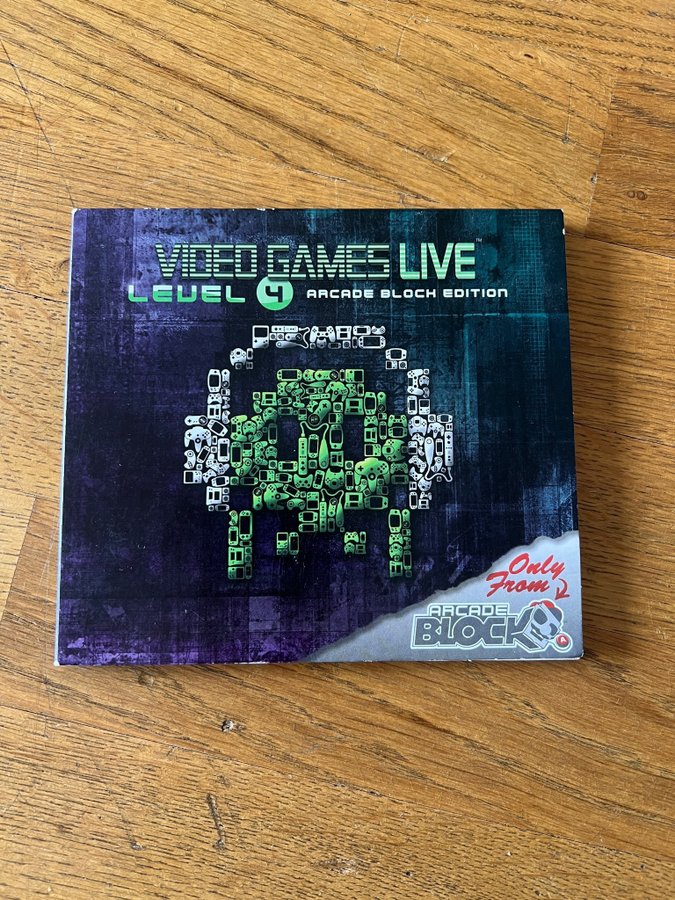 VIDEO GAMES LIVE™
LEVEL 4 ARCADE BLOCK EDITION
Only
From
ARCADE
BLOCK
A